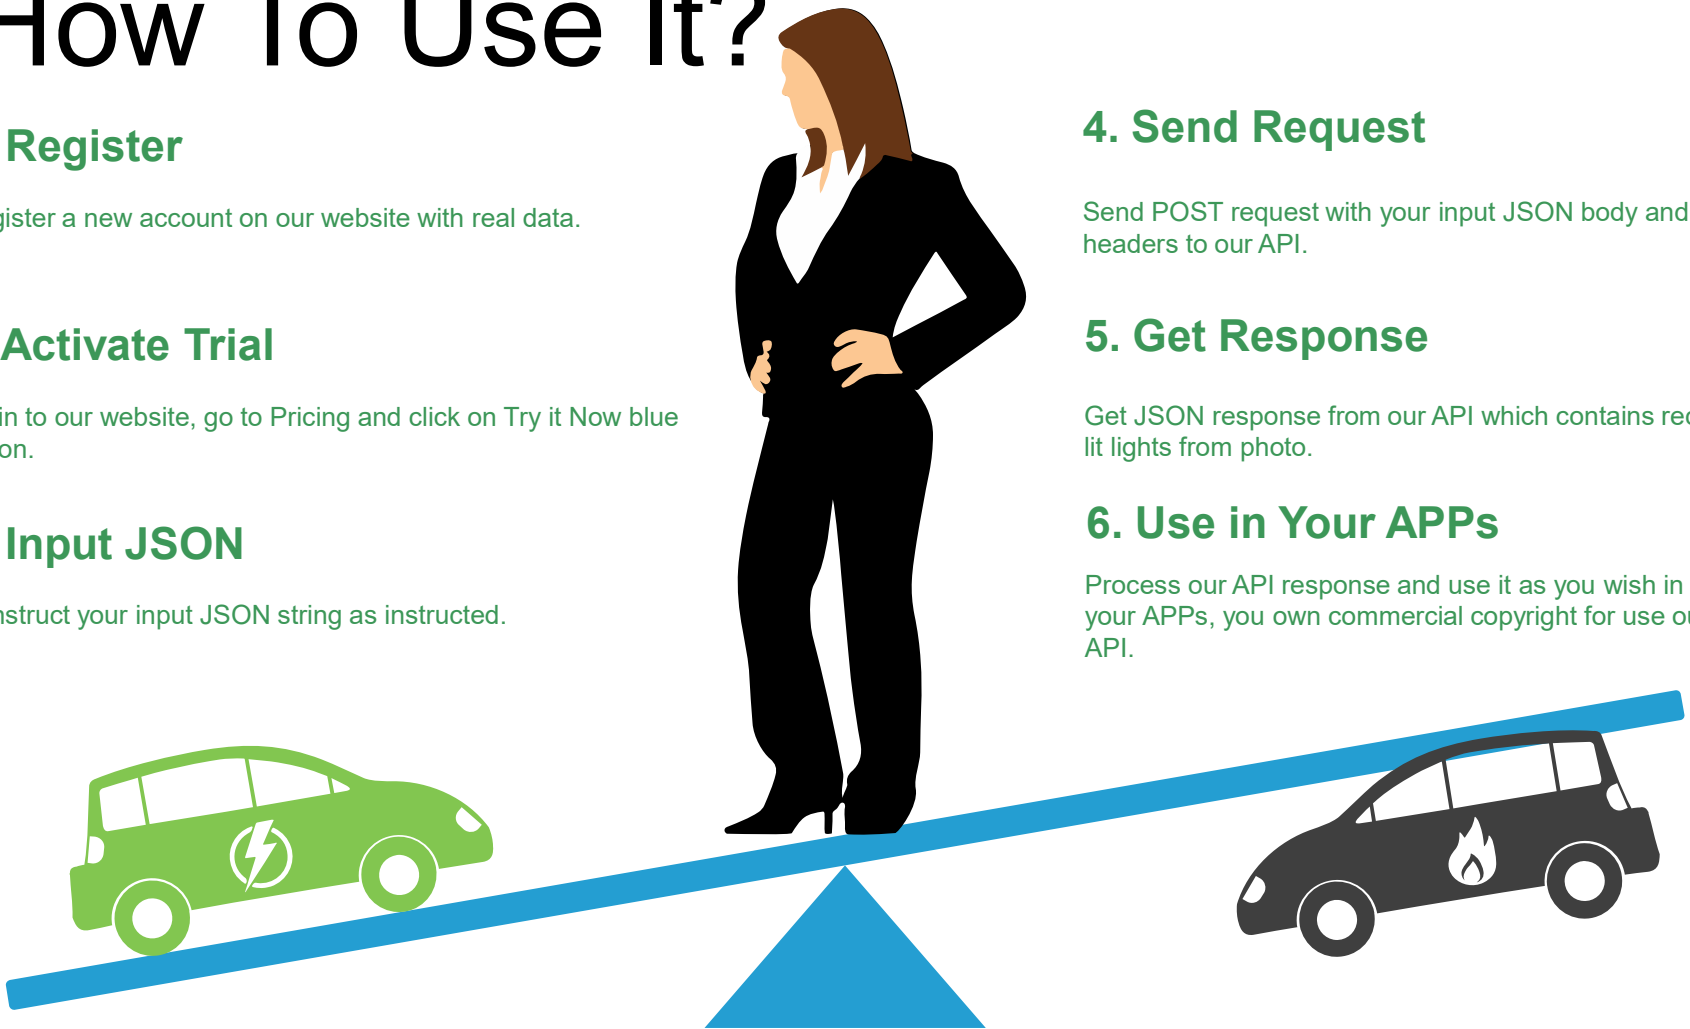 How To Use It?
Register
gister a new account on our website with real data.
Activate Trial
in to our website, go to Pricing and click on Try it Now blue
on.
Input JSON
nstruct your input JSON string as instructed.
4. Send Request
Send POST request with your input JSON body and
headers to our API.
5. Get Response
Get JSON response from our API which contains rec
lit lights from photo.
6. Use in Your APPs
Process our API response and use it as you wish in
your APPs, you own commercial copyright for use ou
API.